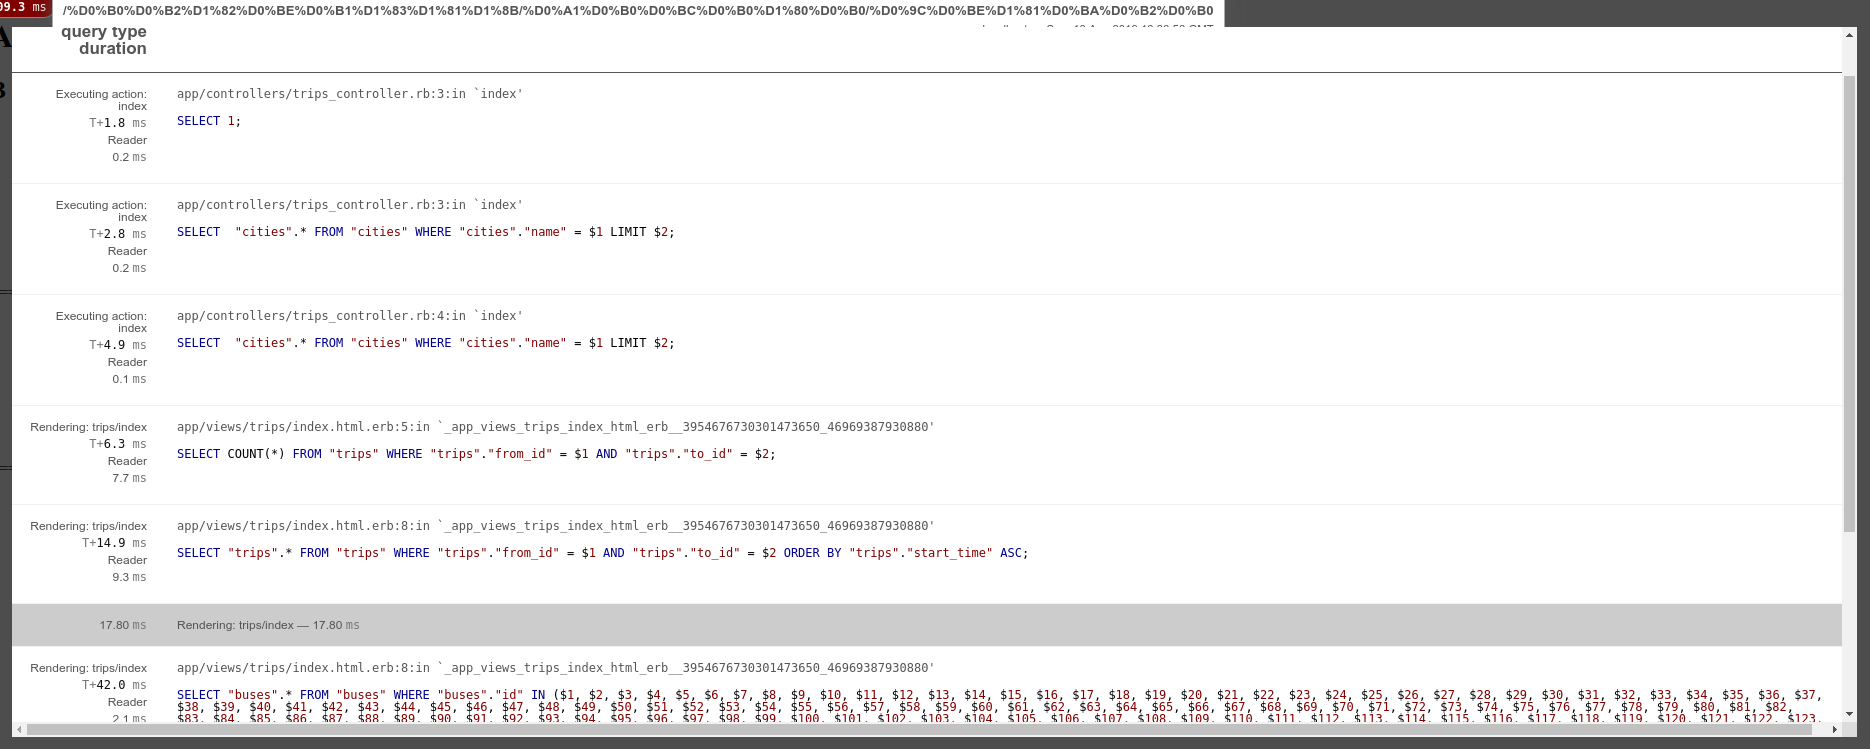 09.3 ms
/%D0%B0%D0%B2%D1%82%D0%BE%D0%B1%D1%83%D1%81%D1%8B/%D0%A1%D0%B0%D0%BC%D0%B0%D1%80%D0%B0/%D0%9C%D0%BE%D1%81%D0%BA%D0%B2%D0%B0
query type
duration
Executing action:
index
T+1.8 ms
Reader
0.2 ms
app/controllers/trips_controller.rb:3:in `index'
SELECT 1;
Executing action:
index
T+2.8 ms
Reader
0.2 ms
app/controllers/trips_controller.rb:3:in `index'
SELECT  "cities".* FROM "cities" WHERE "cities"."name" = $1 LIMIT $2;
Executing action:
index
T+4.9 ms
Reader
0.1 ms
app/controllers/trips_controller.rb:4:in `index'
SELECT  "cities".* FROM "cities" WHERE "cities"."name" = $1 LIMIT $2;
Rendering: trips/index
T+6.3 ms
Reader
7.7 ms
app/views/trips/index.html.erb:5:in `_app_views_trips_index_html_erb__3954676730301473650_46969387930880'
SELECT COUNT(*) FROM "trips" WHERE "trips"."from_id" = $1 AND "trips"."to_id" = $2;
Rendering: trips/index
T+14.9 ms
Reader
9.3 ms
app/views/trips/index.html.erb:8:in `_app_views_trips_index_html_erb__3954676730301473650_46969387930880'
SELECT "trips".* FROM "trips" WHERE "trips"."from_id" = $1 AND "trips"."to_id" = $2 ORDER BY "trips"."start_time" ASC;
17.80 ms
Rendering: trips/index — 17.80 ms
Rendering: trips/index
T+42.0 ms
Reader
2.1 ms
app/views/trips/index.html.erb:8:in `_app_views_trips_index_html_erb__3954676730301473650_46969387930880'
SELECT "buses".* FROM "buses" WHERE "buses"."id" IN ($1, $2, $3, $4, $5, $6, $7, $8, $9, $10, $11, $12, $13, $14, $15, $16, $17, $18, $19, $20, $21, $22, $23, $24, $25, $26, $27, $28, $29, $30, $31, $32, $33, $34, $35, $36, $37,
$38, $39, $40, $41, $42, $43, $44, $45, $46, $47, $48, $49, $50, $51, $52, $53, $54, $55, $56, $57, $58, $59, $60, $61, $62, $63, $64, $65, $66, $67, $68, $69, $70, $71, $72, $73, $74, $75, $76, $77, $78, $79, $80, $81, $82,
$83, $84, $85, $86, $87, $88, $89, $90, $91, $92, $93, $94, $95, $96, $97, $98, $99, $100, $101, $102, $103, $104, $105, $106, $107, $108, $109, $110, $111, $112, $113, $114, $115, $116, $117, $118, $119, $120, $121, $122, $123,